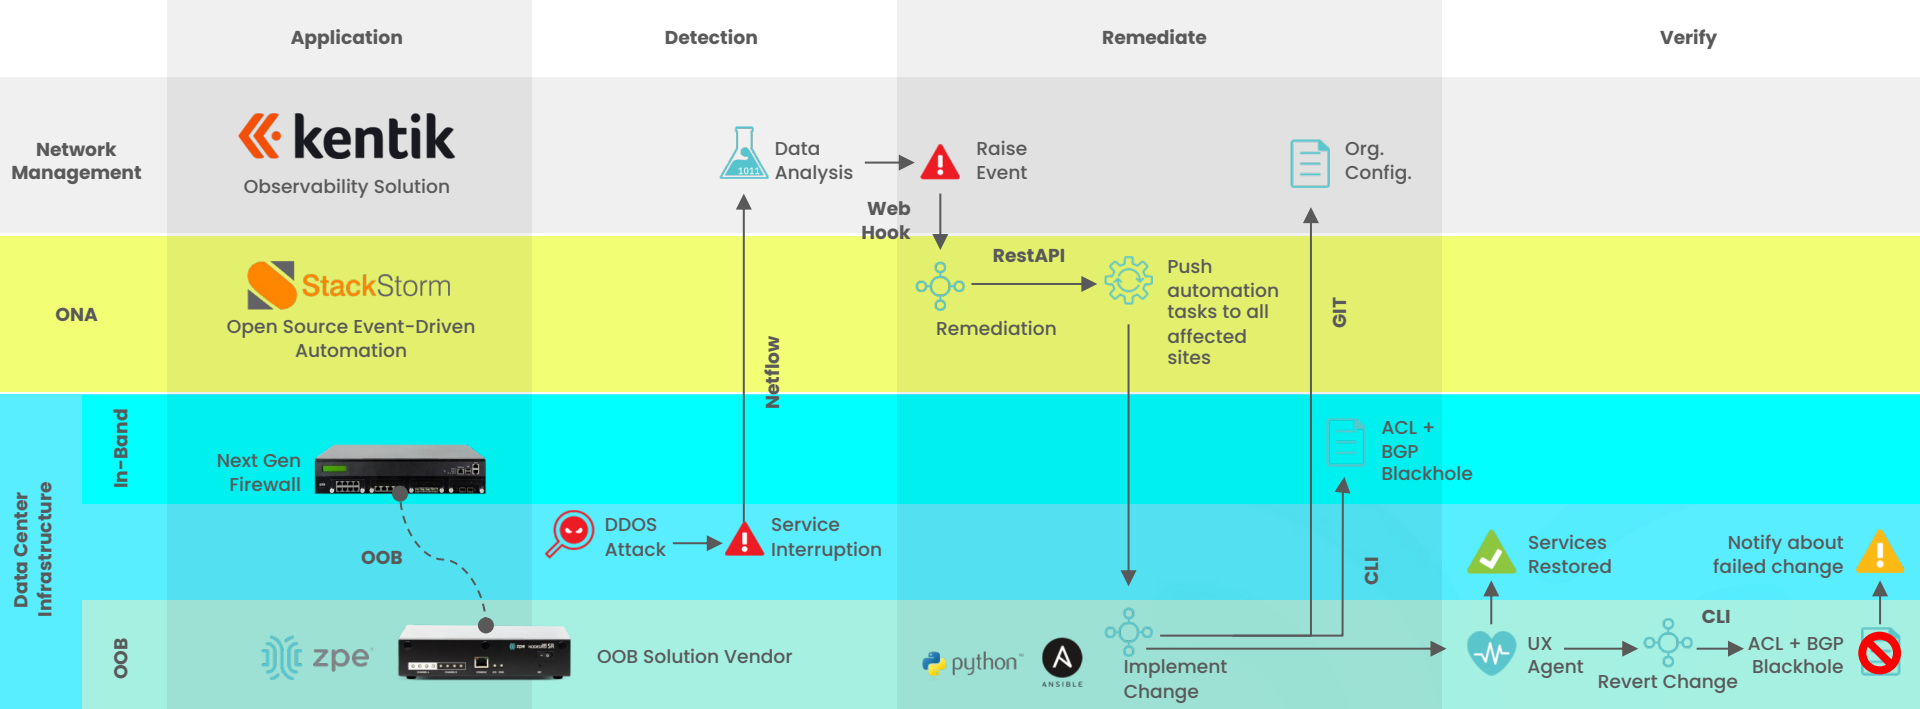 Application
Detection
Remediate
Verify
Network
Management
kentik
Observability Solution
1011
Data
Analysis
Raise
Event
Web
Hook
Org.
Config.
ONA
StackStorm
Open Source Event-Driven
Automation
Netflow
Remediation
RestAPI
Push
automation
tasks to all
affected
sites
GIT
Data Center
Infrastructure
In-Band
Next Gen
Firewall
OOB
DDOS
Attack
Service
Interruption
ACL +
BGP
Blackhole
CLI
Services
Restored
Notify about
failed change
OOB
zpe
zpe
OOB Solution Vendor
python
ANSIBLE
Implement
Change
UX
Agent
Revert Change
CLI
ACL + BGP
Blackhole